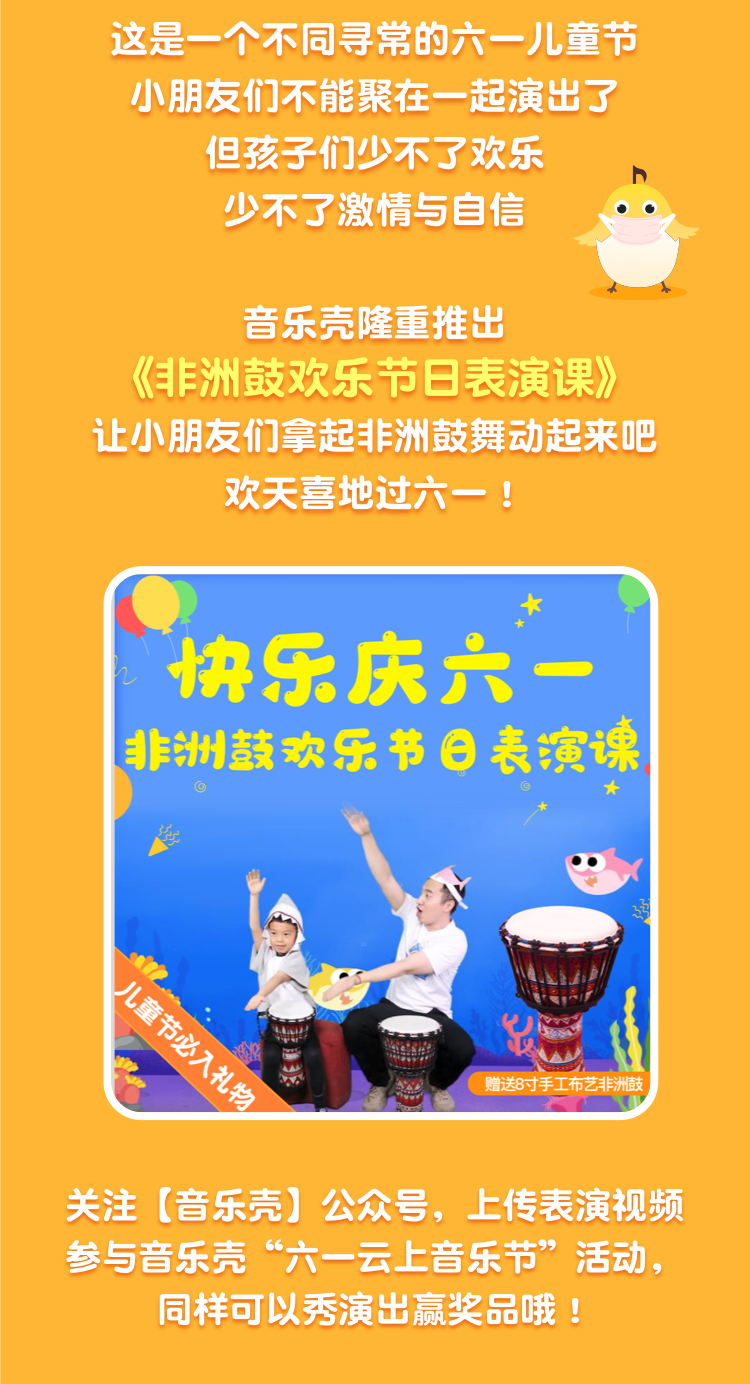 这是一个不同寻常的六一儿童节
小朋友们不能聚在一起演出了
但孩子们少不了欢乐
少不了激情与自信
音乐壳隆重推出
《非洲鼓欢乐节日表演课》
让小朋友们拿起非洲鼓舞动起来吧
欢天喜地过六一！
快乐庆六一
非洲鼓欢乐节日表演课
儿童节必入礼物
赠送8寸手工布艺非洲鼓
关注【音乐壳】公众号，上传表演视频
参与音乐壳“六一云上音乐节”活动，
同样可以秀演出赢奖品哦！